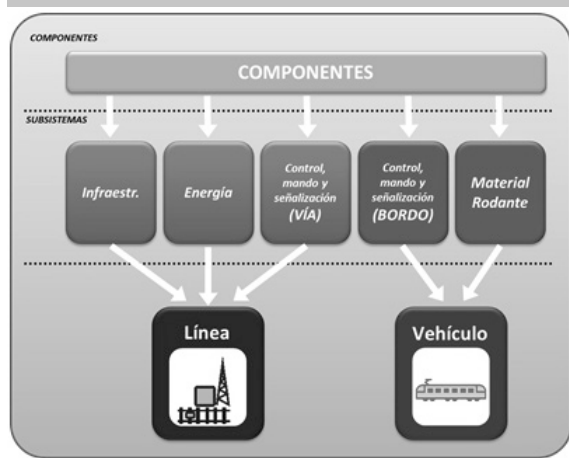 COMPONENTES
COMPONENTES
SUBSISTEMAS
Infraestr.
Energía
Control,
mando y
señalización
(VÍA)
Control,
mando y
señalización
(BORDO)
Material
Rodante
Línea
Vehículo